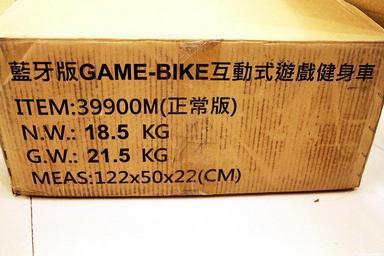 藍牙版GAME-BIKE互動式遊戲健身車
ITEM:39900M(正常版)
N.W.: 18.5 KG
G.W.: 21.5 KG
MEAS:122x50x22(CM)